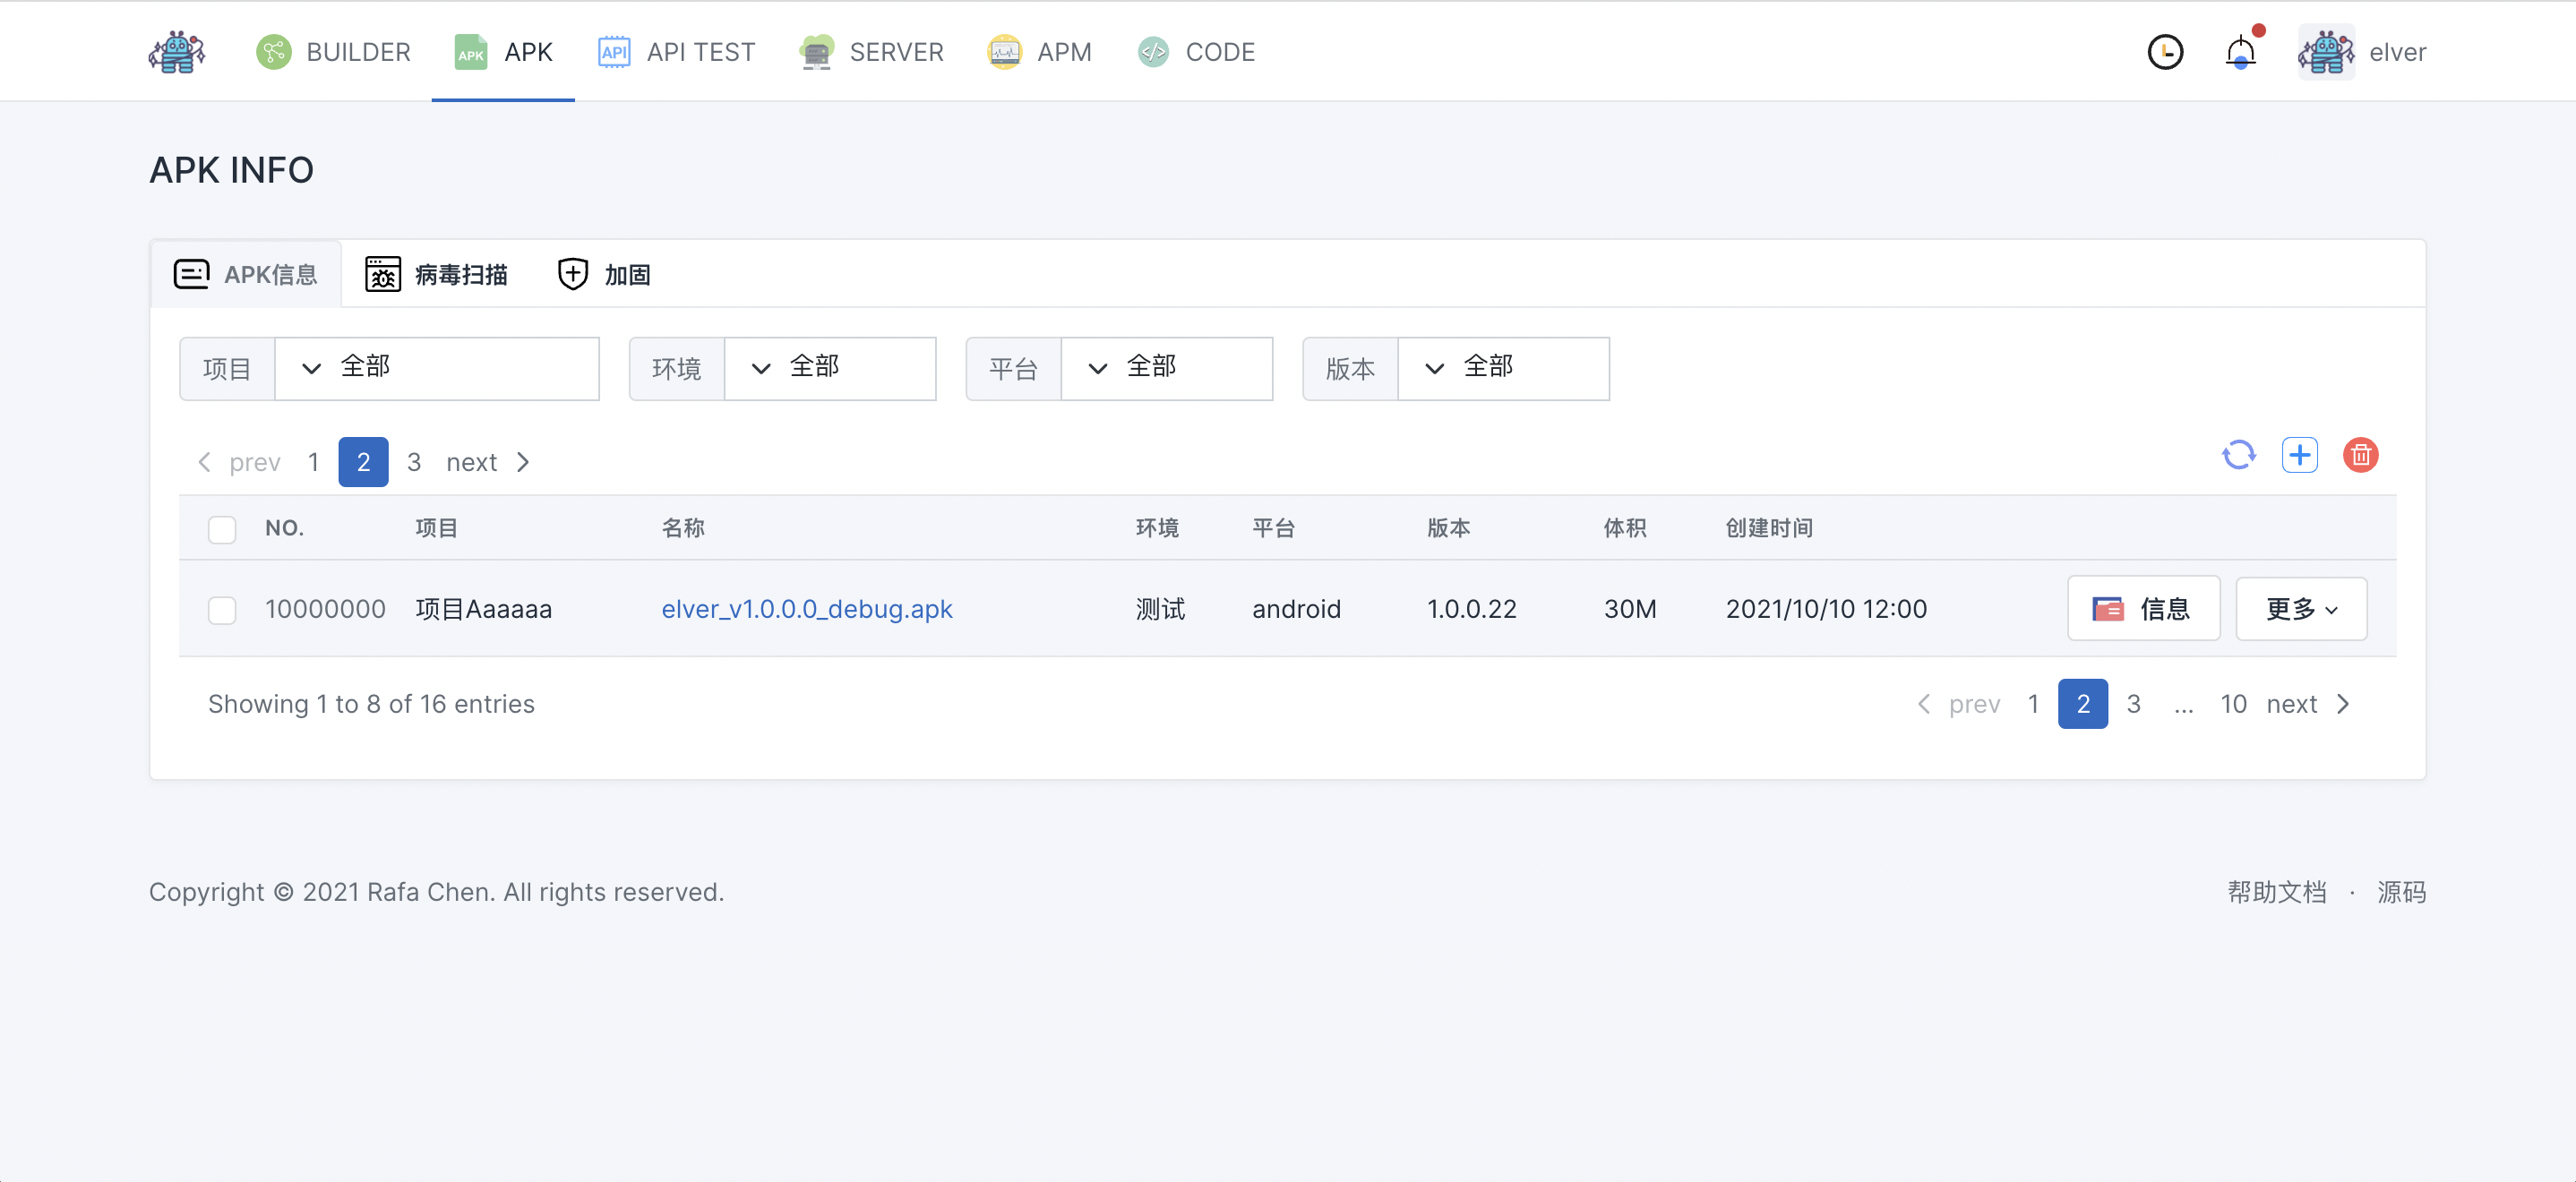 BUILDER APK APK API API TEST SERVER APM CODE elver
APK INFO
APK信息 病毒扫描 加固
项目 全部 环境 全部 平台 全部 版本 全部
prev 1 2 3 next
NO. 项目 名称 环境 平台 版本 体积 创建时间
10000000 项目Aaaaaa elver_v1.0.0.0_debug.apk 测试 android 1.0.0.22 30M 2021/10/10 12:00 信息 更多
Showing 1 to 8 of 16 entries prev 1 2 3 ... 10 next
Copyright © 2021 Rafa Chen. All rights reserved. 帮助文档 · 源码